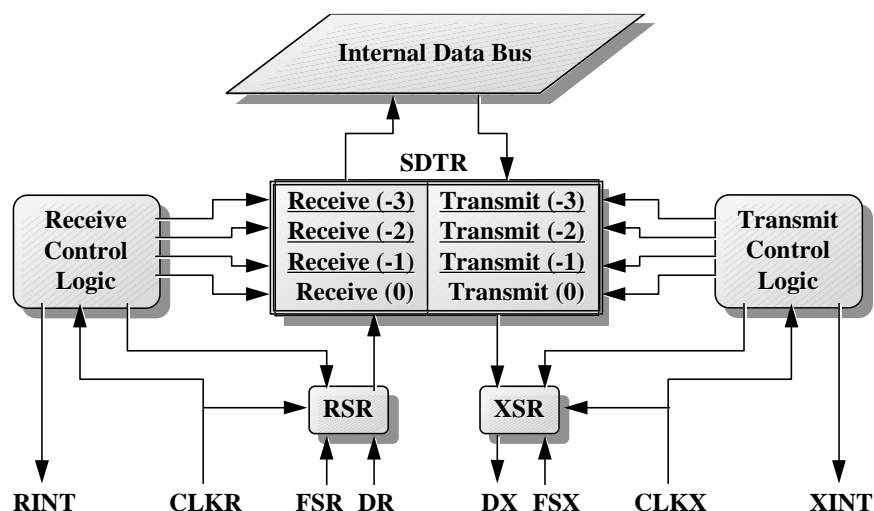 Internal Data Bus
SDTR
Receive Control Logic
Receive (-3) Transmit (-3)
Receive (-2) Transmit (-2)
Receive (-1) Transmit (-1)
Receive (0) Transmit (0)
Transmit Control Logic
RSR XSR
RINT CLKR FSR DR DX FSX CLKX XINT